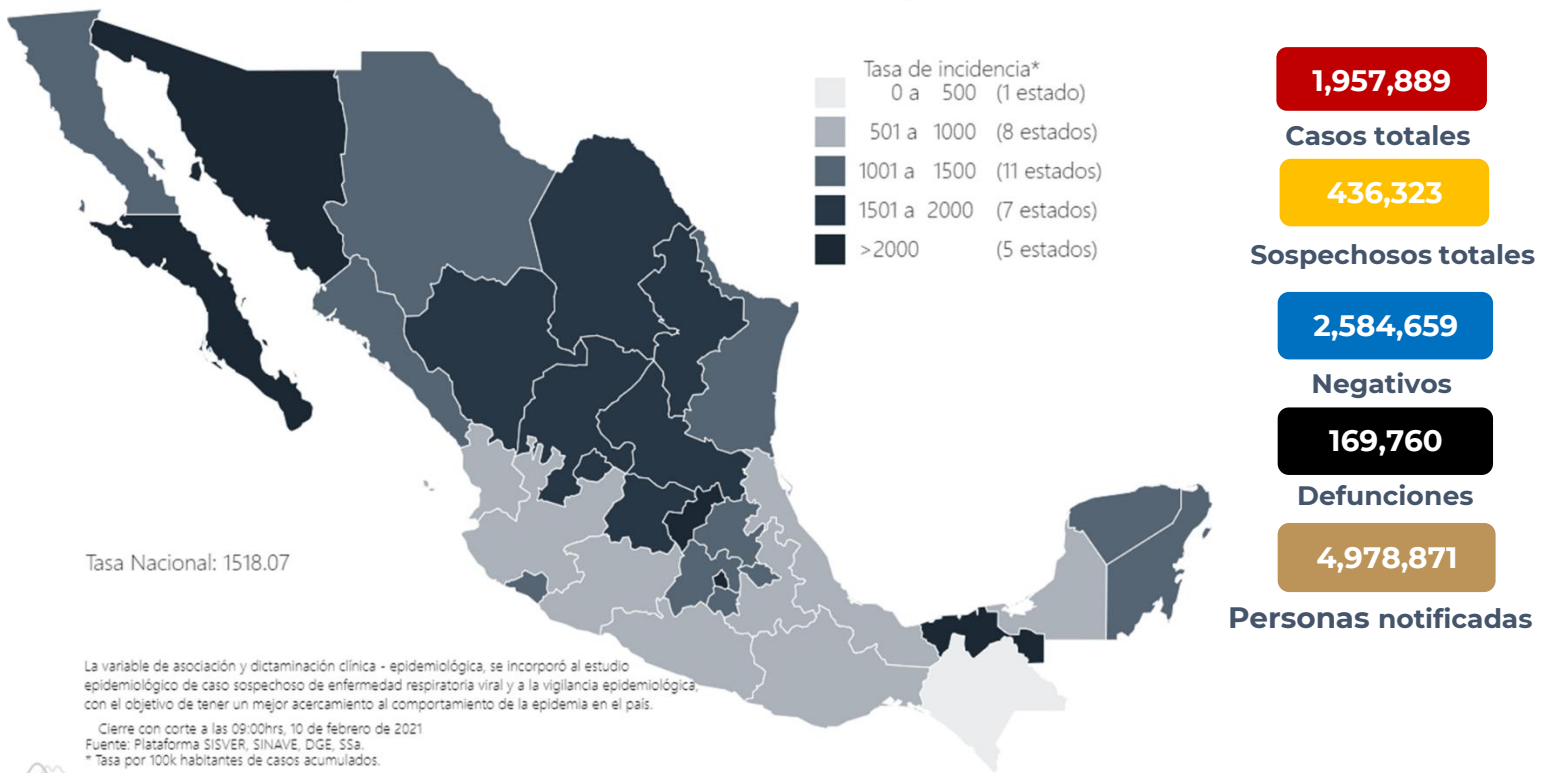 Tasa de incidencia*
0 a 500 (1 estado)
501 a 1000 (8 estados)
1001 a 1500 (11 estados)
1501 a 2000 (7 estados)
>2000 (5 estados)
1,957,889
Casos totales
436,323
Sospechosos totales
2,584,659
Negativos
169,760
Defunciones
4,978,871
Personas notificadas
Tasa Nacional: 1518.07
La variable de asociación y dictaminación clínica - epidemiológica, se incorporó al estudio
epidemiológico de caso sospechoso de enfermedad respiratoria viral y a la vigilancia epidemiológica,
con el objetivo de tener un mejor acercamiento al comportamiento de la epidemia en el país.
Cierre con corte a las 09:00hrs, 10 de febrero de 2021
Fuente: Plataforma SISVER, SINAVE, DGE, SSa.
* Tasa por 100k habitantes de casos acumulados.